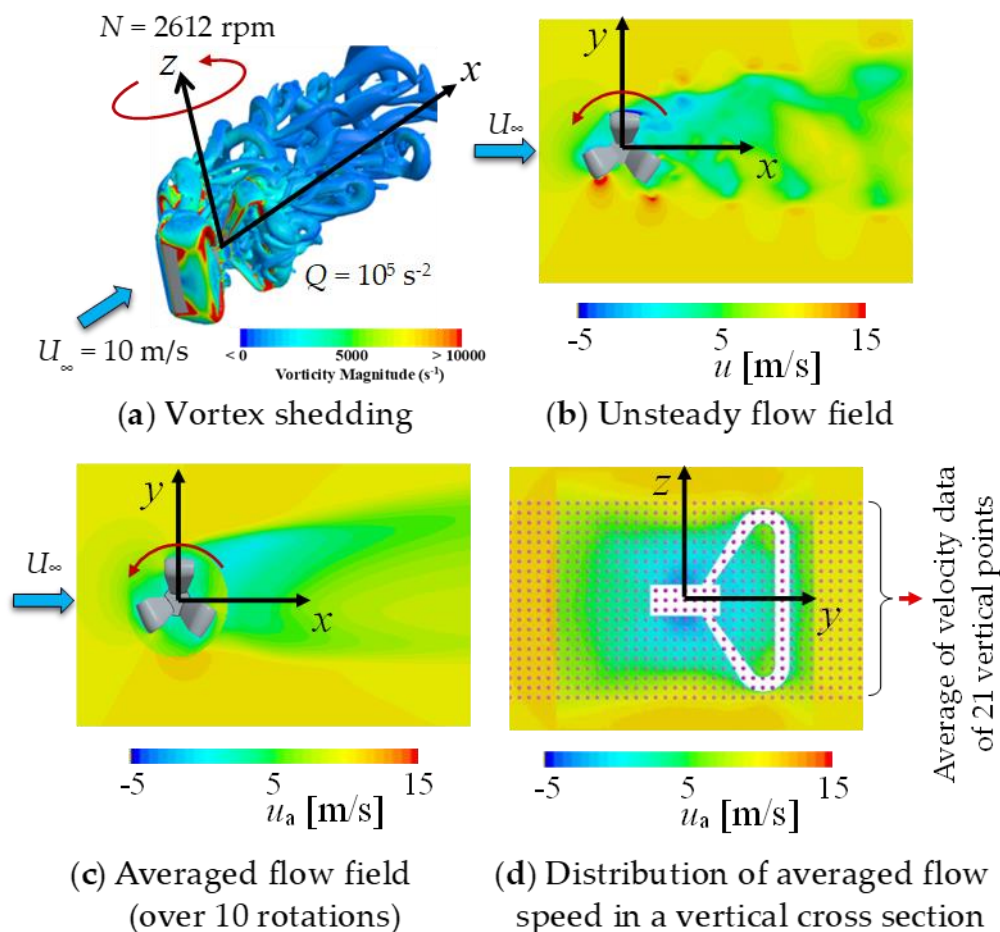 N = 2612 rpm
z
x
U∞ = 10 m/s
Q = 10⁵ s⁻²
< 0 5000 > 10000
Vorticity Magnitude (s⁻¹)
(a) Vortex shedding
y
U∞
x
-5 5 15
u [m/s]
(b) Unsteady flow field
y
U∞
x
-5 5 15
uₐ [m/s]
(c) Averaged flow field
(over 10 rotations)
z
y
Average of velocity data
of 21 vertical points
-5 5 15
uₐ [m/s]
(d) Distribution of averaged flow
speed in a vertical cross section